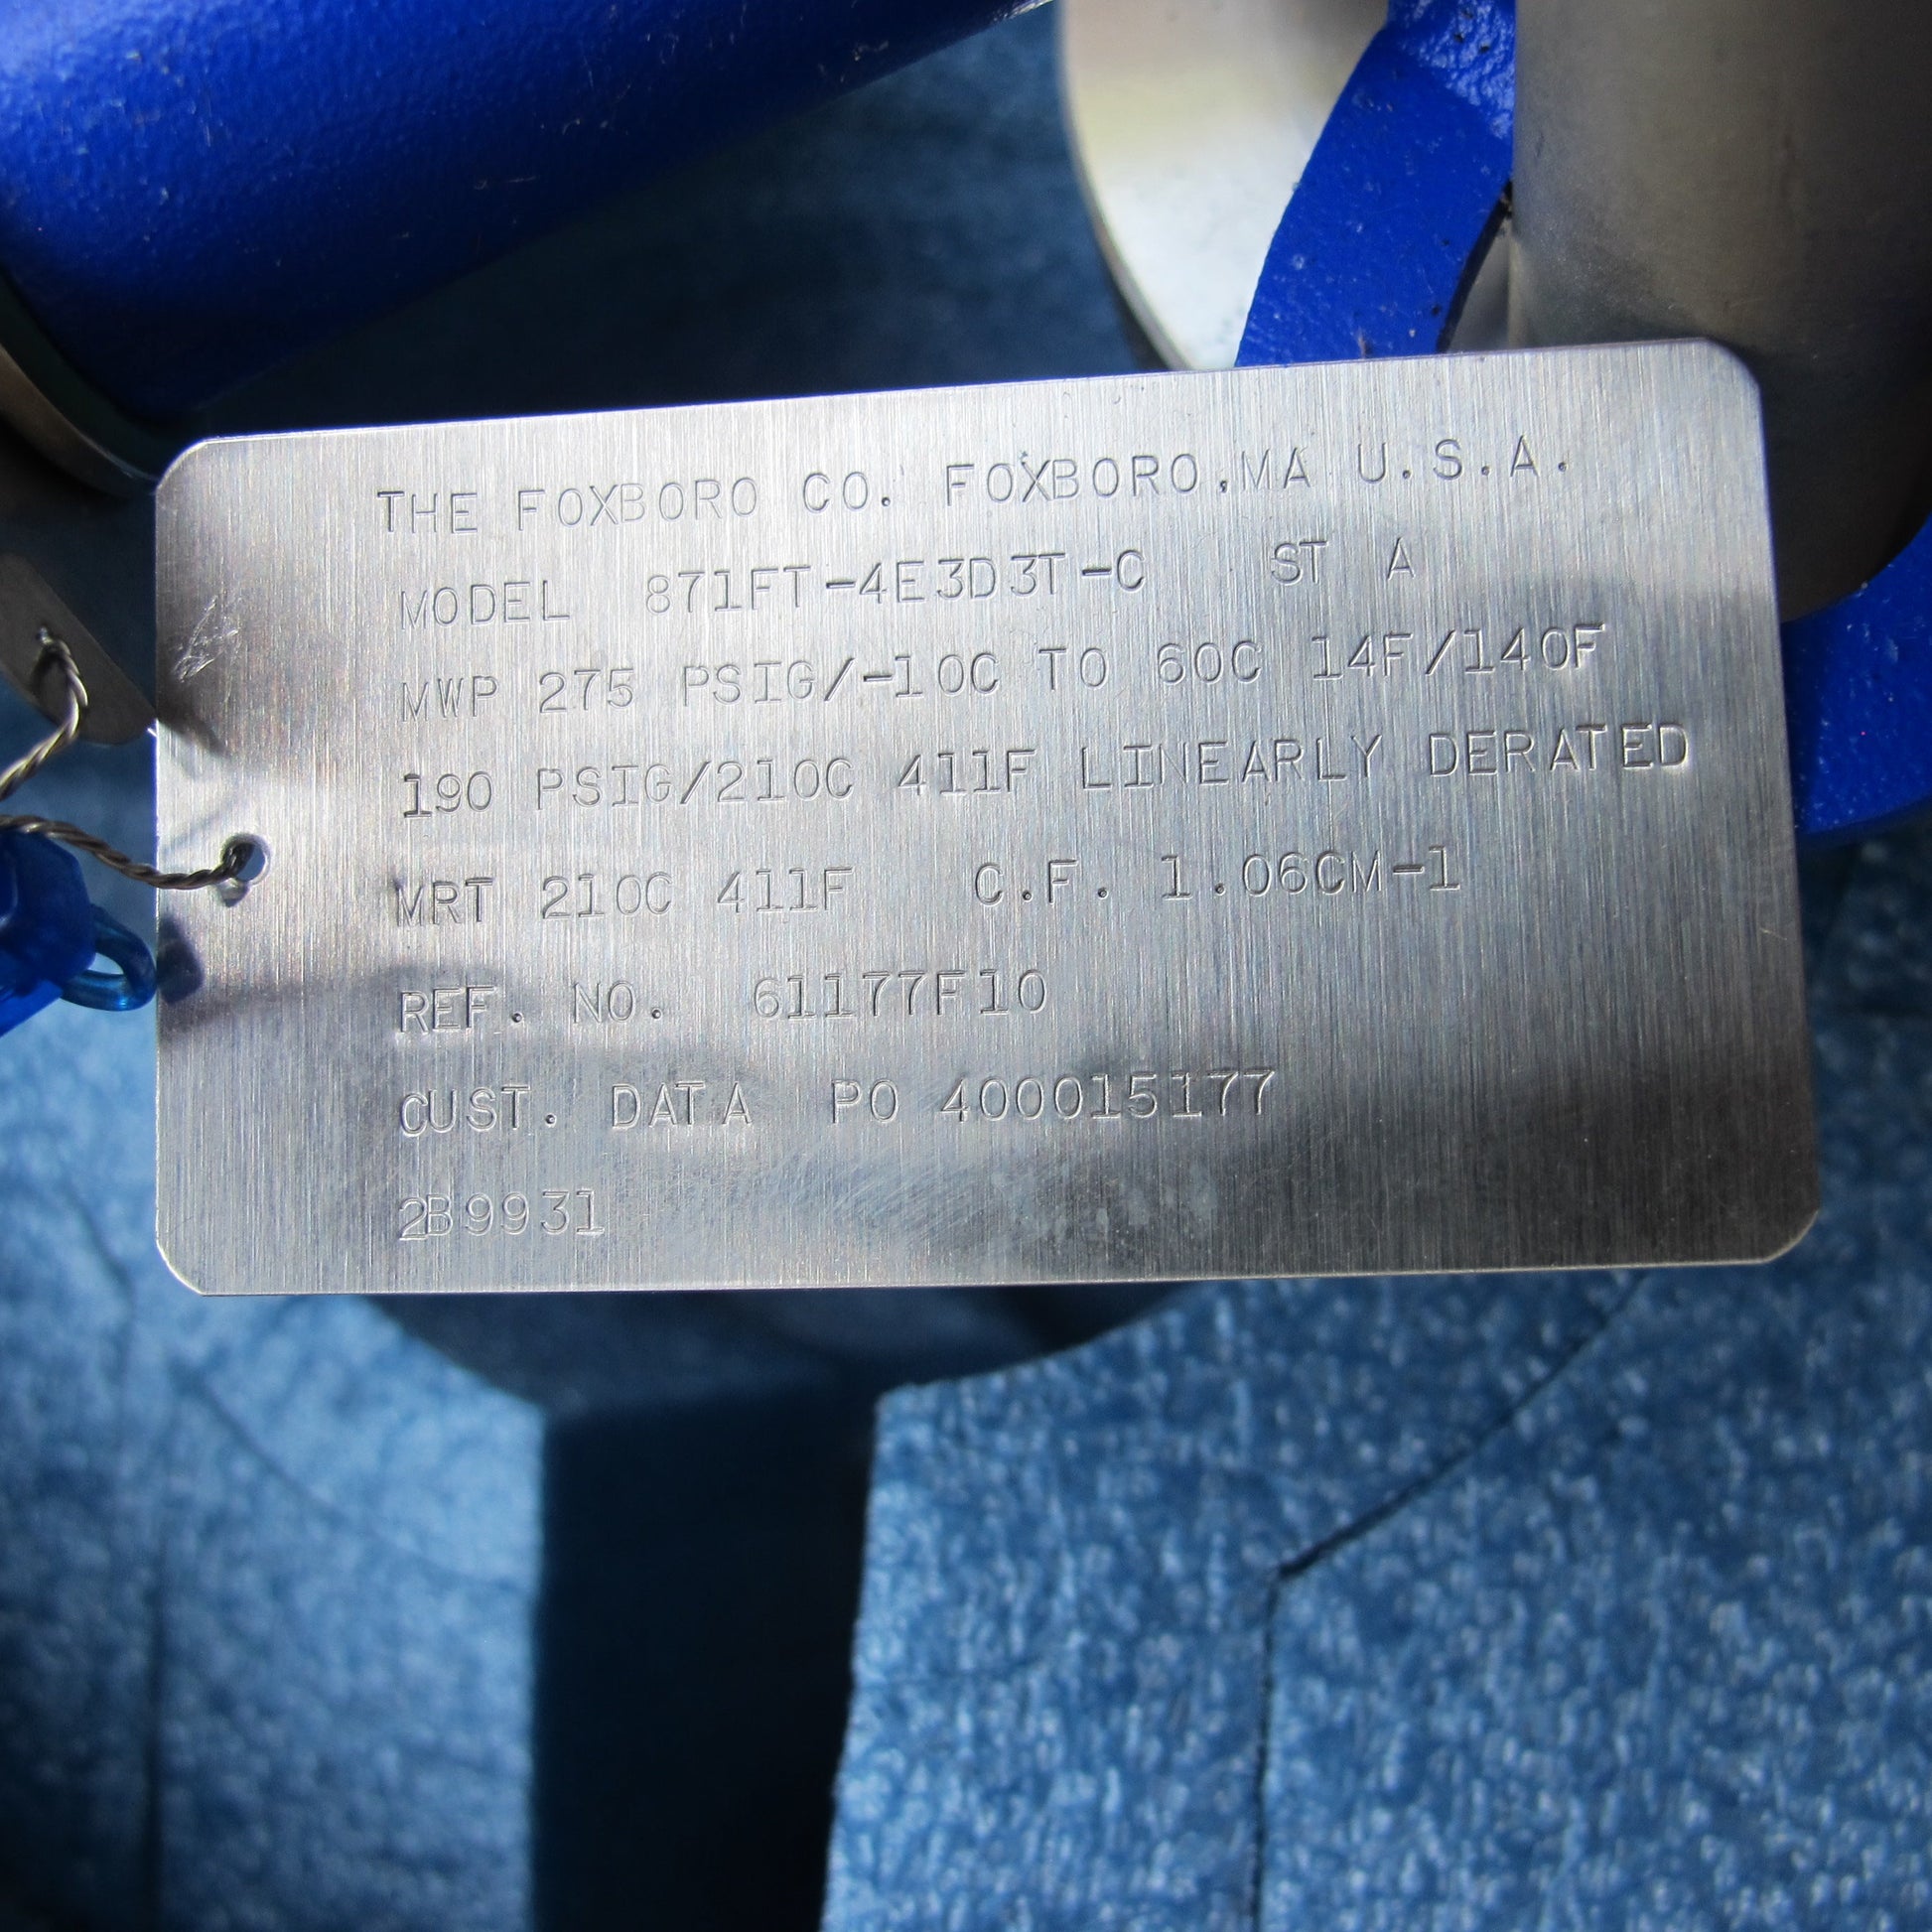 THE FOXBORO CO. FOXBORO,MA U.S.A.
MODEL 871FT-4E3D3T-C ST A
MWP 275 PSIG/-10C TO 60C 14F/140F
190 PSIG/210C 411F LINEARLY DERATED
MRT 210C 411F C.F. 1.06CM-1
REF. NO. 61177F10
CUST. DATA PO 400015177
2B9931